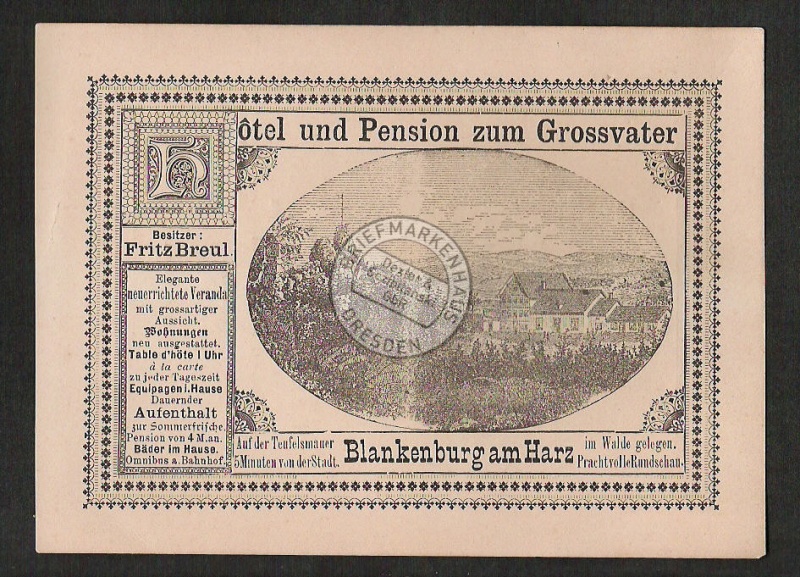 Hôtel und Pension zum Grossvater
Besitzer:
Fritz Breul.
Elegante
neuerrichtete Veranda
mit grossartiger
Aussicht.
Wohnungen
neu ausgestattet.
Table d'hôte 1 Uhr
à la carte
zu jeder Tageszeit
Equipagen i. Hause
Dauernder
Aufenthalt
zur Sommerfrische.
Pension von 4 M. an.
Bäder im Hause.
Omnibus a. Bahnhof.
Auf der Teufelsmauer
5 Minuten von der Stadt.
Blankenburg am Harz
im Walde gelegen.
Prachtvolle Rundschau.
BRIEFMARKENHAUS
GbR
DRESDEN